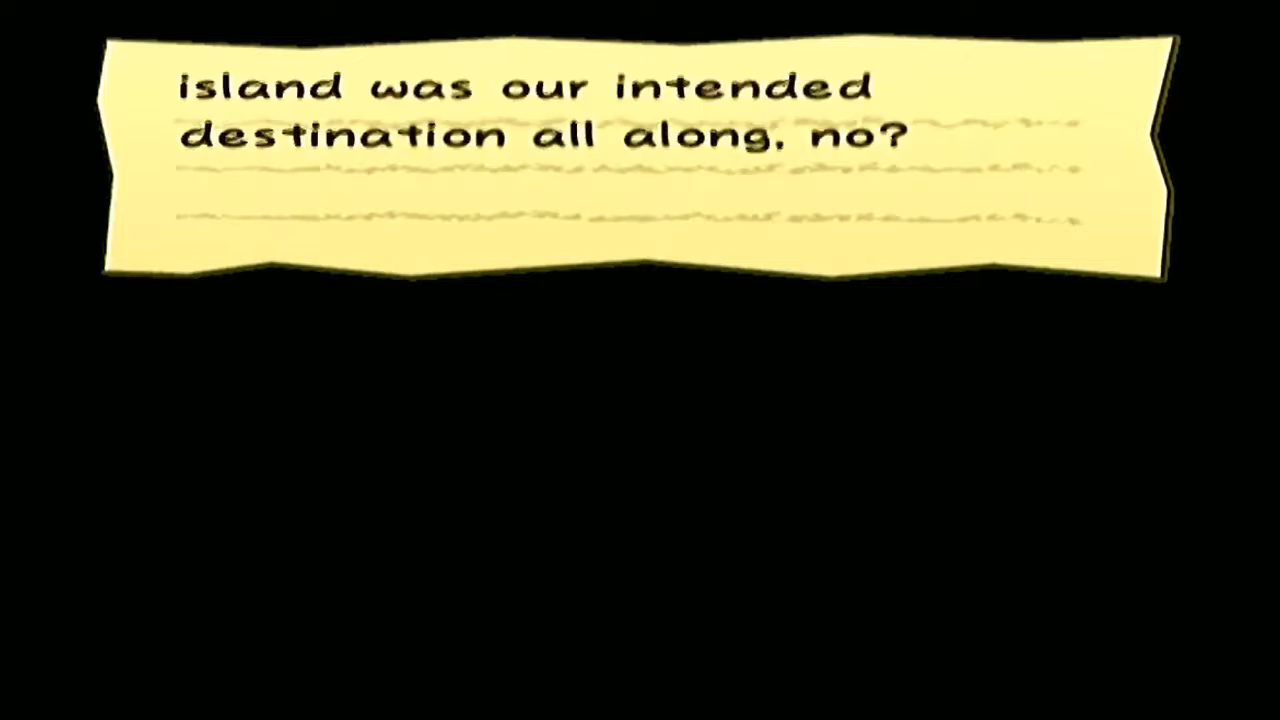 island was our intended
destination all along, no?